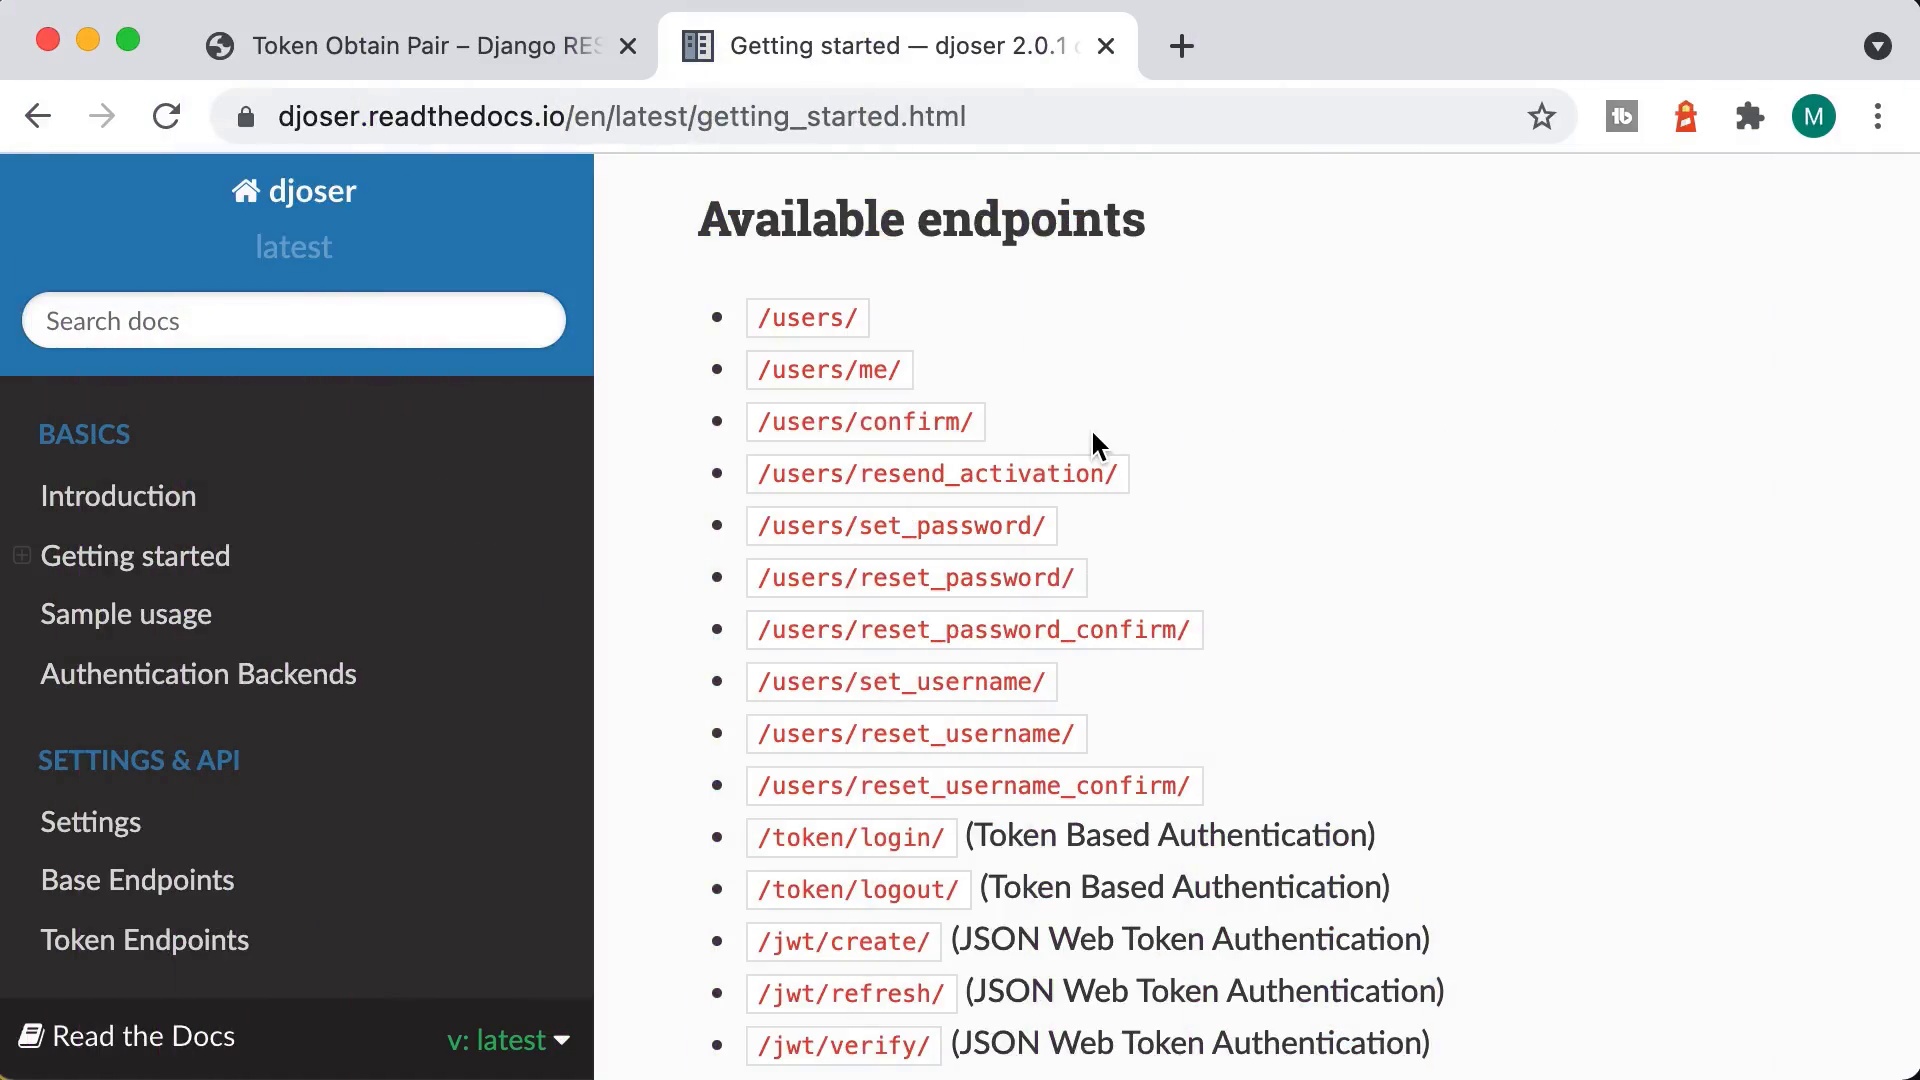 Token Obtain Pair – Django RES
Getting started — djoser 2.0.1
djoser.readthedocs.io/en/latest/getting_started.html
M
djoser
latest
Search docs
BASICS
Introduction
Getting started
Sample usage
Authentication Backends
SETTINGS & API
Settings
Base Endpoints
Token Endpoints
Read the Docs
v: latest
Available endpoints
/users/
/users/me/
/users/confirm/
/users/resend_activation/
/users/set_password/
/users/reset_password/
/users/reset_password_confirm/
/users/set_username/
/users/reset_username/
/users/reset_username_confirm/
/token/login/ (Token Based Authentication)
/token/logout/ (Token Based Authentication)
/jwt/create/ (JSON Web Token Authentication)
/jwt/refresh/ (JSON Web Token Authentication)
/jwt/verify/ (JSON Web Token Authentication)